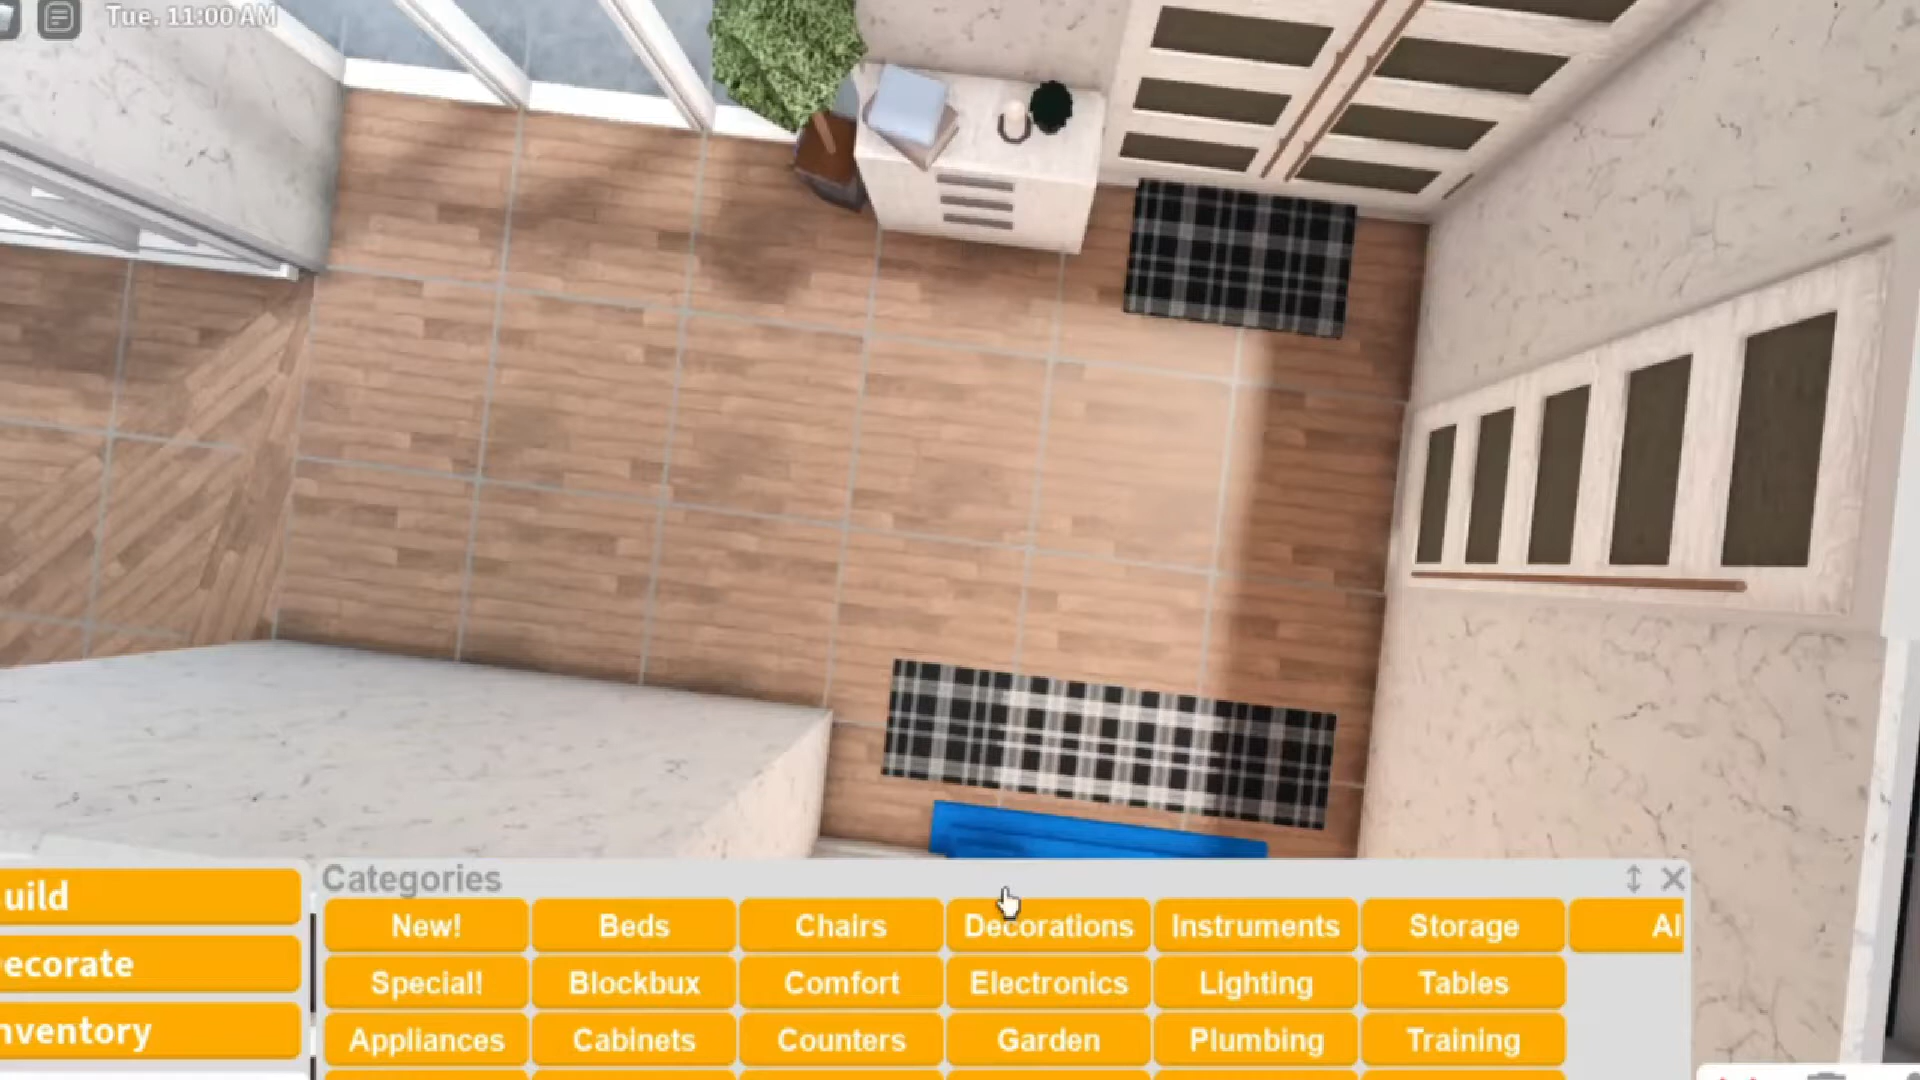 Tue. 11:00 AM
Categories
uild
New! Beds Chairs Decorations Instruments Storage Al
ecorate
Special! Blockbux Comfort Electronics Lighting Tables
nventory
Appliances Cabinets Counters Garden Plumbing Training